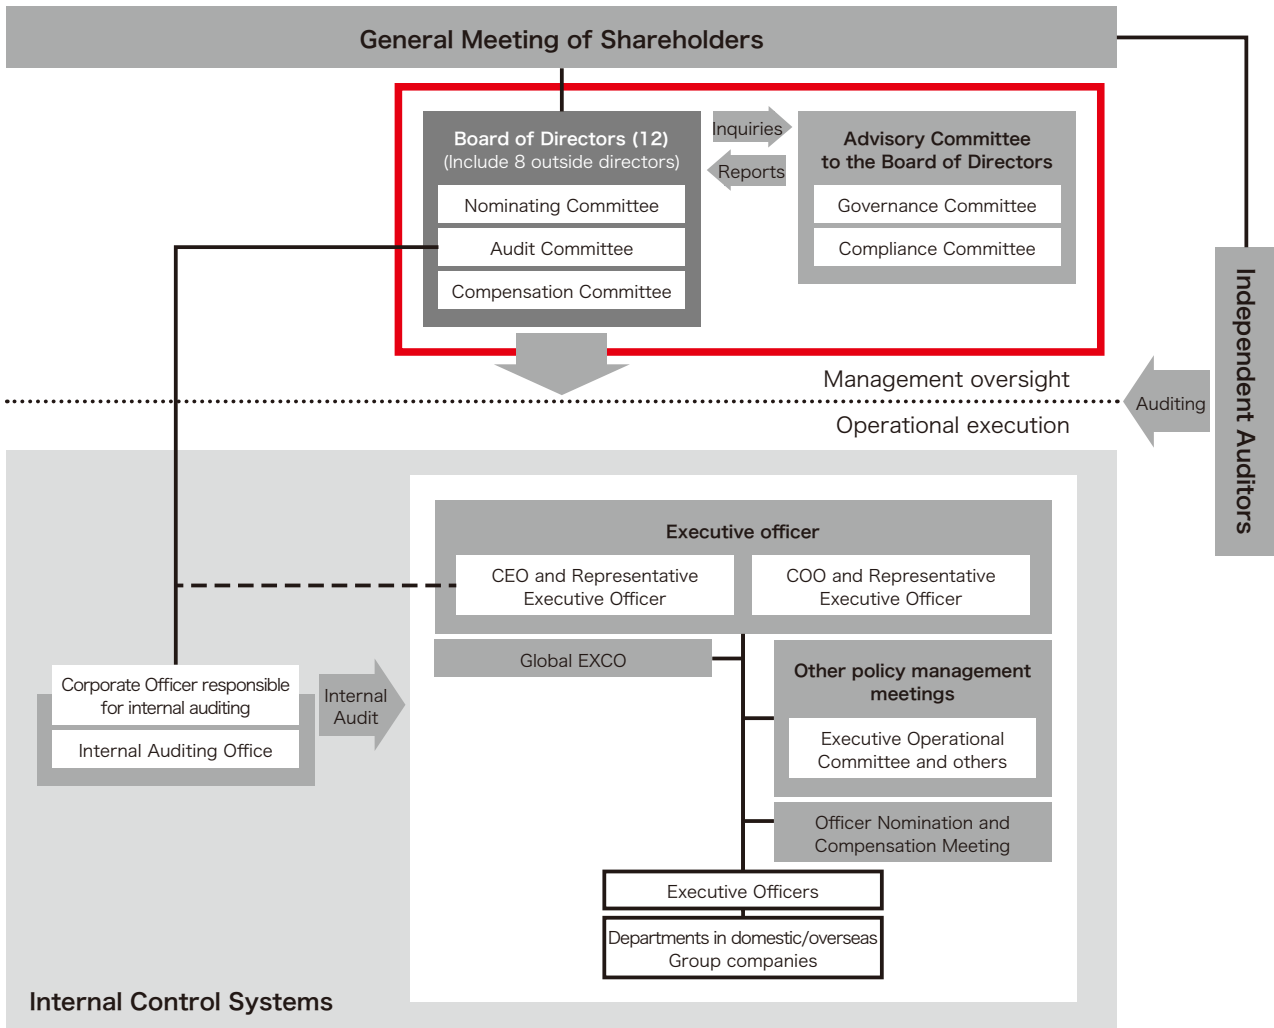 General Meeting of Shareholders
Board of Directors (12)
(Include 8 outside directors)
Nominating Committee
Audit Committee
Compensation Committee
Inquiries
Reports
Advisory Committee
to the Board of Directors
Governance Committee
Compliance Committee
Independent Auditors
Auditing
Management oversight
Operational execution
Executive officer
CEO and Representative
Executive Officer
COO and Representative
Executive Officer
Global EXCO
Other policy management
meetings
Executive Operational
Committee and others
Officer Nomination and
Compensation Meeting
Executive Officers
Departments in domestic/overseas
Group companies
Corporate Officer responsible
for internal auditing
Internal Auditing Office
Internal
Audit
Internal Control Systems